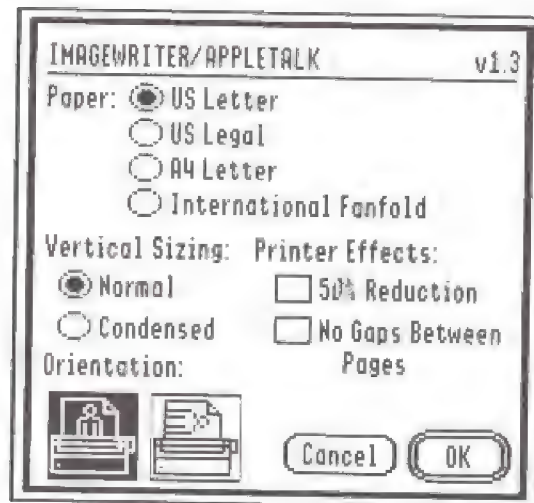 IMAGEWRITER/APPLETALK v1.3
Paper: US Letter
US Legal
A4 Letter
International Fanfold
Vertical Sizing: Printer Effects:
Normal 50% Reduction
Condensed No Gaps Between
Orientation: Pages
Cancel OK